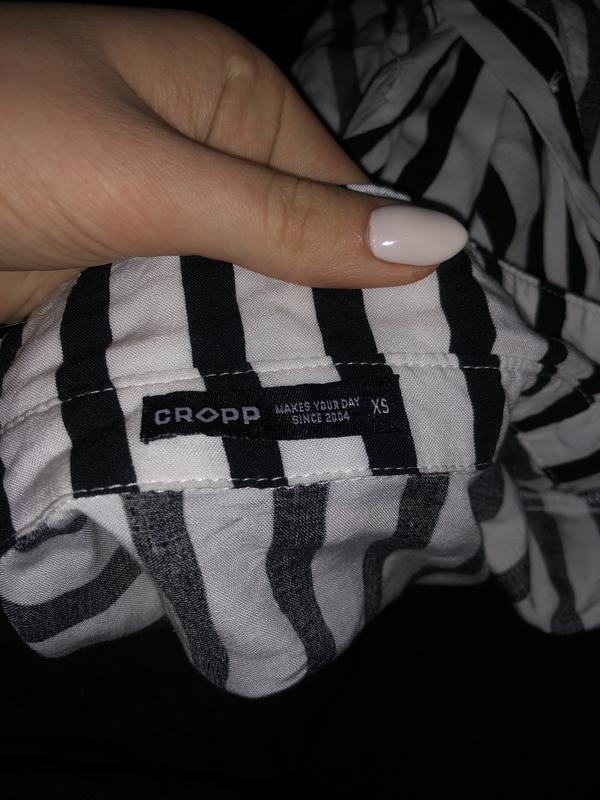 CROPP
MAKES YOUR DAY
SINCE 2004
XS